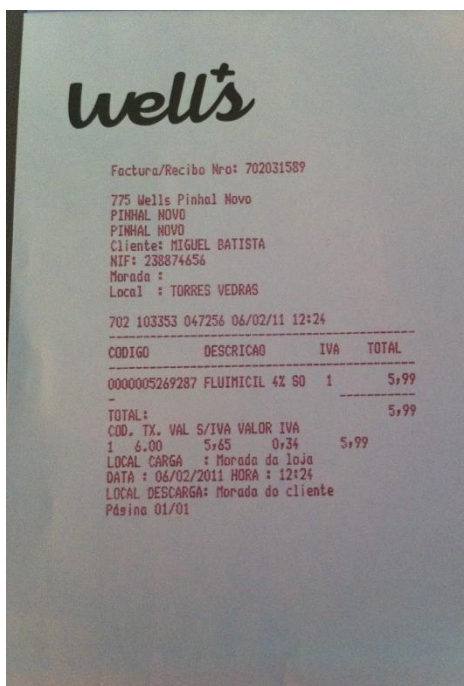 well's
Factura/Recibo Nro: 702031589
775 Wells Pinhal Novo
PINHAL NOVO
PINHAL NOVO
Cliente: MIGUEL BATISTA
NIF: 238874656
Morada :
Local : TORRES VEDRAS
702 103353 047256 06/02/11 12:24
CODIGO DESCRICAO IVA TOTAL
0000005269287 FLUIMICIL 4% SO 1 5,99
TOTAL: 5,99
COD. TX. VAL S/IVA VALOR IVA
1 6.00 5,65 0,34 5,99
LOCAL CARGA : Morada da loja
DATA : 06/02/2011 HORA : 12:24
LOCAL DESCARGA: Morada do cliente
Página 01/01